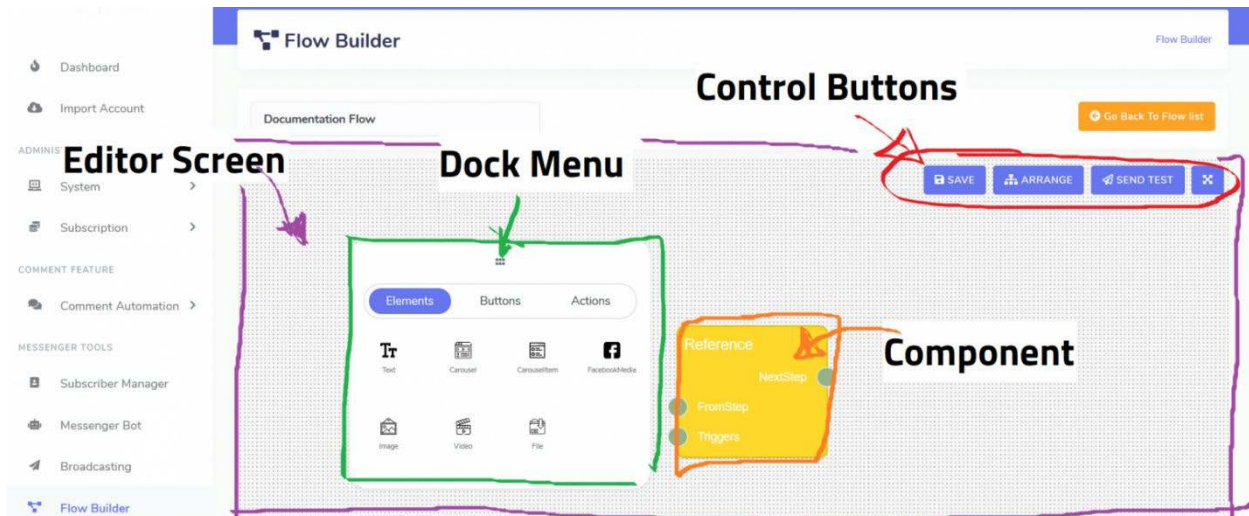 Flow Builder
Flow Builder
Dashboard
Import Account
Control Buttons
Documentation Flow
Go Back To Flow list
ADMINIS
Editor Screen
Dock Menu
System
SAVE
ARRANGE
SEND TEST
Subscription
COMMENT FEATURE
Comment Automation
Elements
Buttons
Actions
MESSENGER TOOLS
Tт
Text
Carousel
CarouselItem
FacebookMedia
Reference
NextStep
FromStep
Triggers
Component
Subscriber Manager
Messenger Bot
Image
Video
File
Broadcasting
Flow Builder